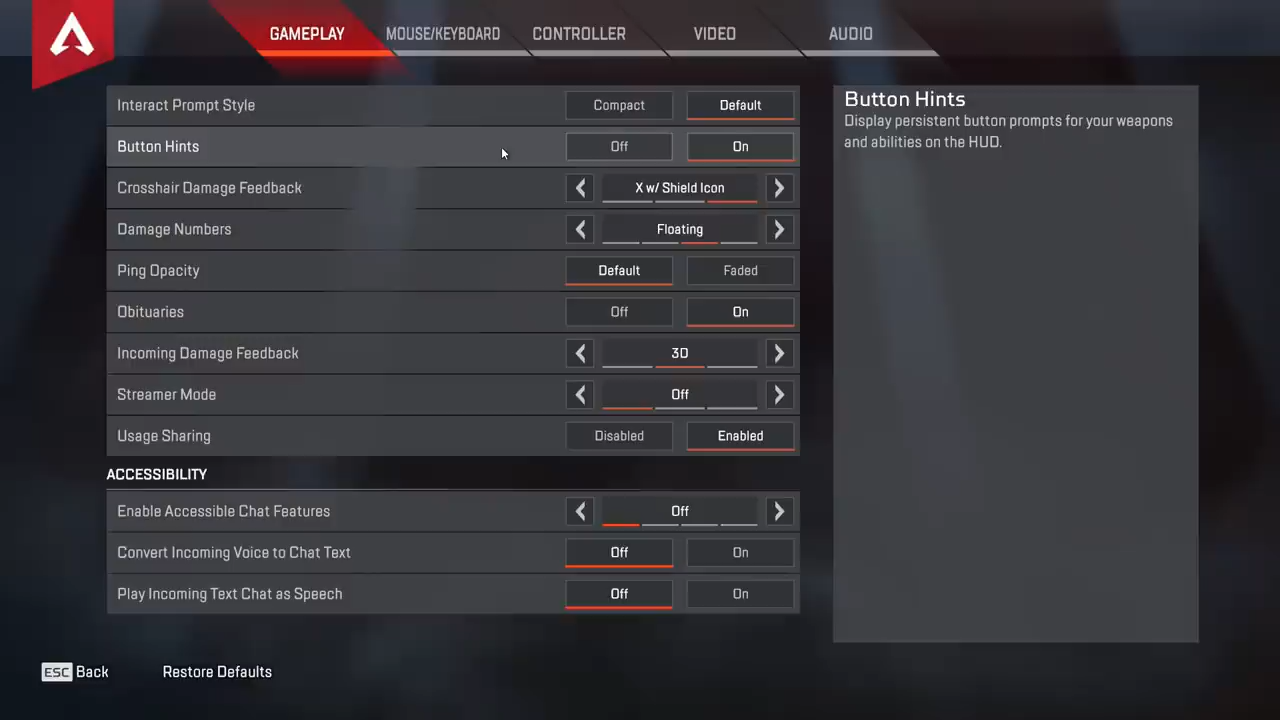 GAMEPLAY MOUSE/KEYBOARD CONTROLLER VIDEO AUDIO
Interact Prompt Style Compact Default
Button Hints Off On
Crosshair Damage Feedback X w/ Shield Icon
Damage Numbers Floating
Ping Opacity Default Faded
Obituaries Off On
Incoming Damage Feedback 3D
Streamer Mode Off
Usage Sharing Disabled Enabled
ACCESSIBILITY
Enable Accessible Chat Features Off
Convert Incoming Voice to Chat Text Off On
Play Incoming Text Chat as Speech Off On
Button Hints
Display persistent button prompts for your weapons
and abilities on the HUD.
ESC Back Restore Defaults